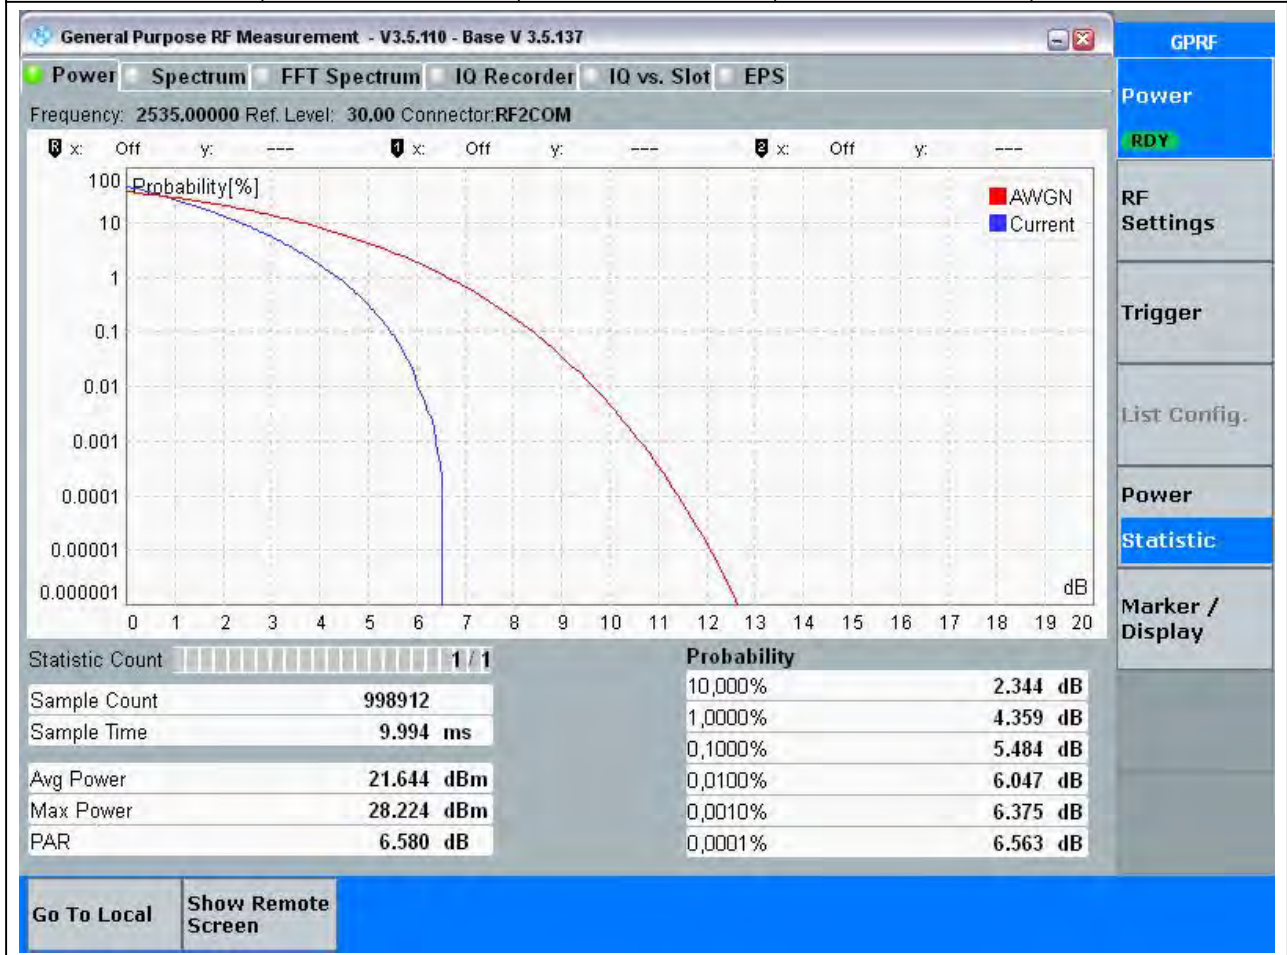 General Purpose RF Measurement - V3.5.110 - Base V 3.5.137
GPRF
Power Spectrum FFT Spectrum IQ Recorder IQ vs. Slot EPS
Power
RDY
Frequency: 2535.00000 Ref. Level: 30.00 Connector:RF2COM
R x: Off y: --- 1 x: Off y: --- 2 x: Off y: ---
100 Probability[%]
AWGN
Current
10
1
0.1
0.01
0.001
0.0001
0.00001
0.000001
dB
0 1 2 3 4 5 6 7 8 9 10 11 12 13 14 15 16 17 18 19 20
RF
Settings
Trigger
List Config.
Power
Statistic
Marker /
Display
Statistic Count 1 / 1
Sample Count 998912
Sample Time 9.994 ms
Avg Power 21.644 dBm
Max Power 28.224 dBm
PAR 6.580 dB
Probability
10,000% 2.344 dB
1,0000% 4.359 dB
0,1000% 5.484 dB
0,0100% 6.047 dB
0,0010% 6.375 dB
0,0001% 6.563 dB
Go To Local
Show Remote
Screen